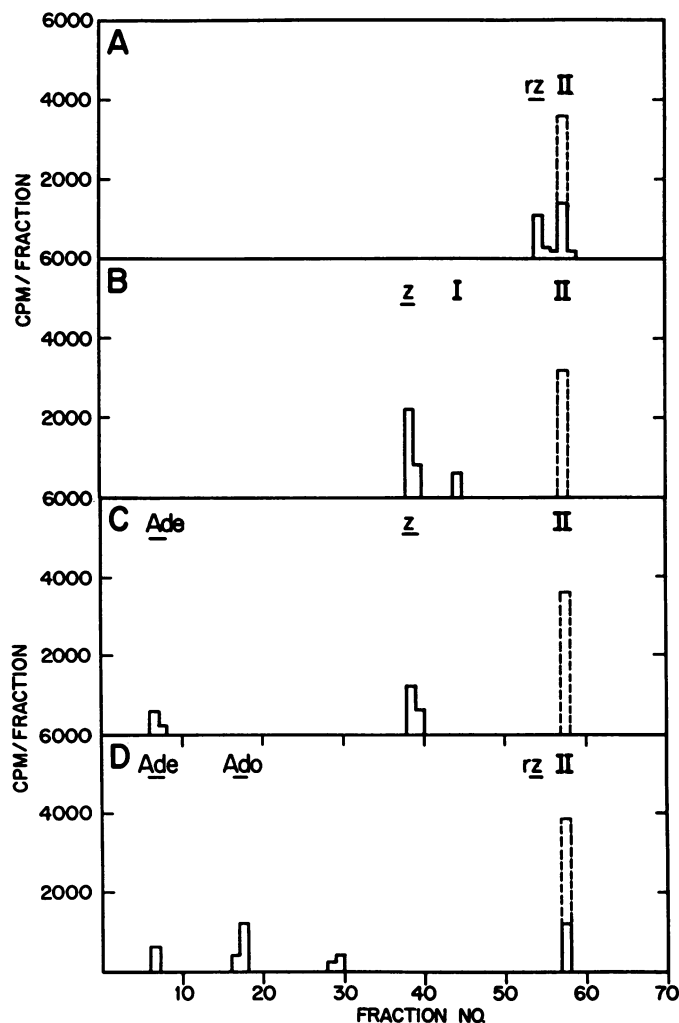 6000
A
rz II
4000
2000
CPM/FRACTION
6000
B
z I II
4000
2000
6000
C
Ade z II
4000
2000
CPM/FRACTION
6000
D
Ade Ado rz II
4000
2000
10 20 30 40 50 60 70
FRACTION NO.